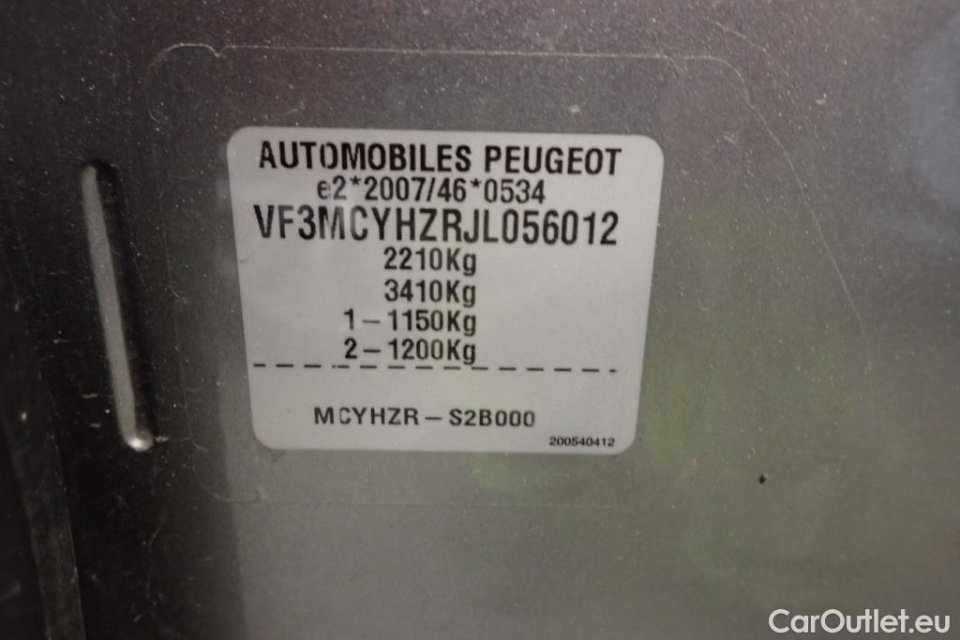 AUTOMOBILES PEUGEOT
e2*2007/46*0534
VF3MCYHZRJL056012
2210Kg
3410Kg
1-1150Kg
2-1200Kg
MCYHZR-S2B000
200540412
CarOutlet.eu